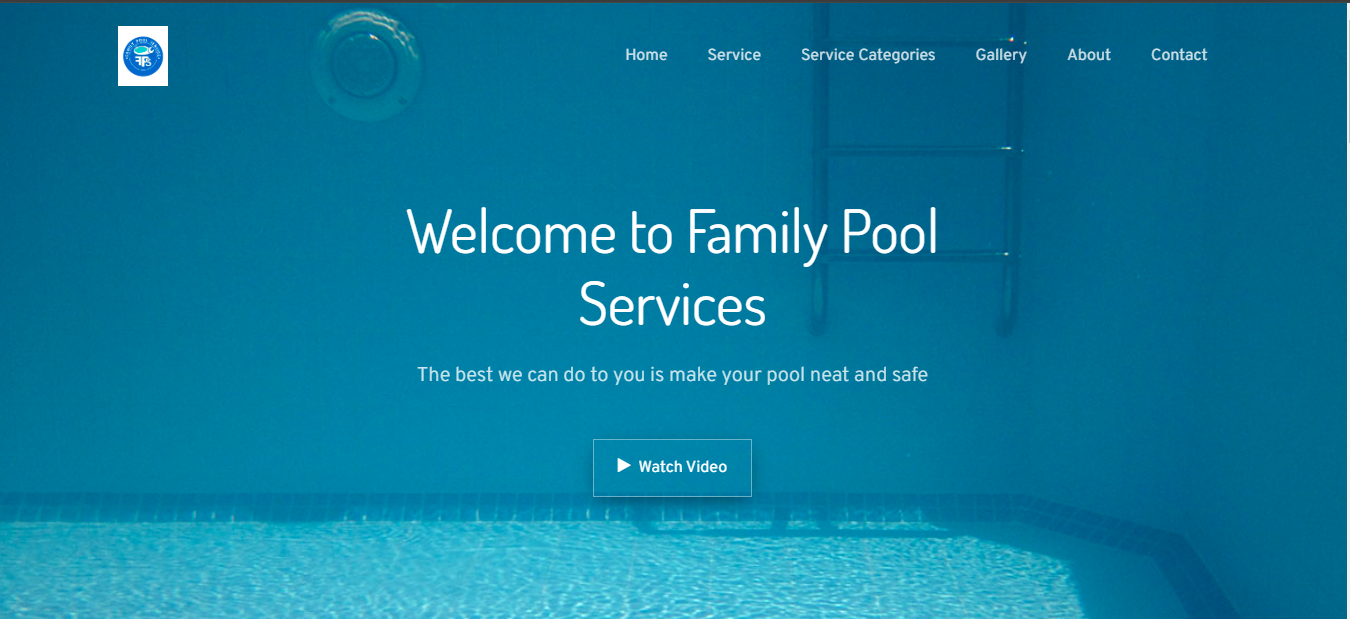 Home Service Service Categories Gallery About Contact
Welcome to Family Pool
Services
The best we can do to you is make your pool neat and safe
Watch Video